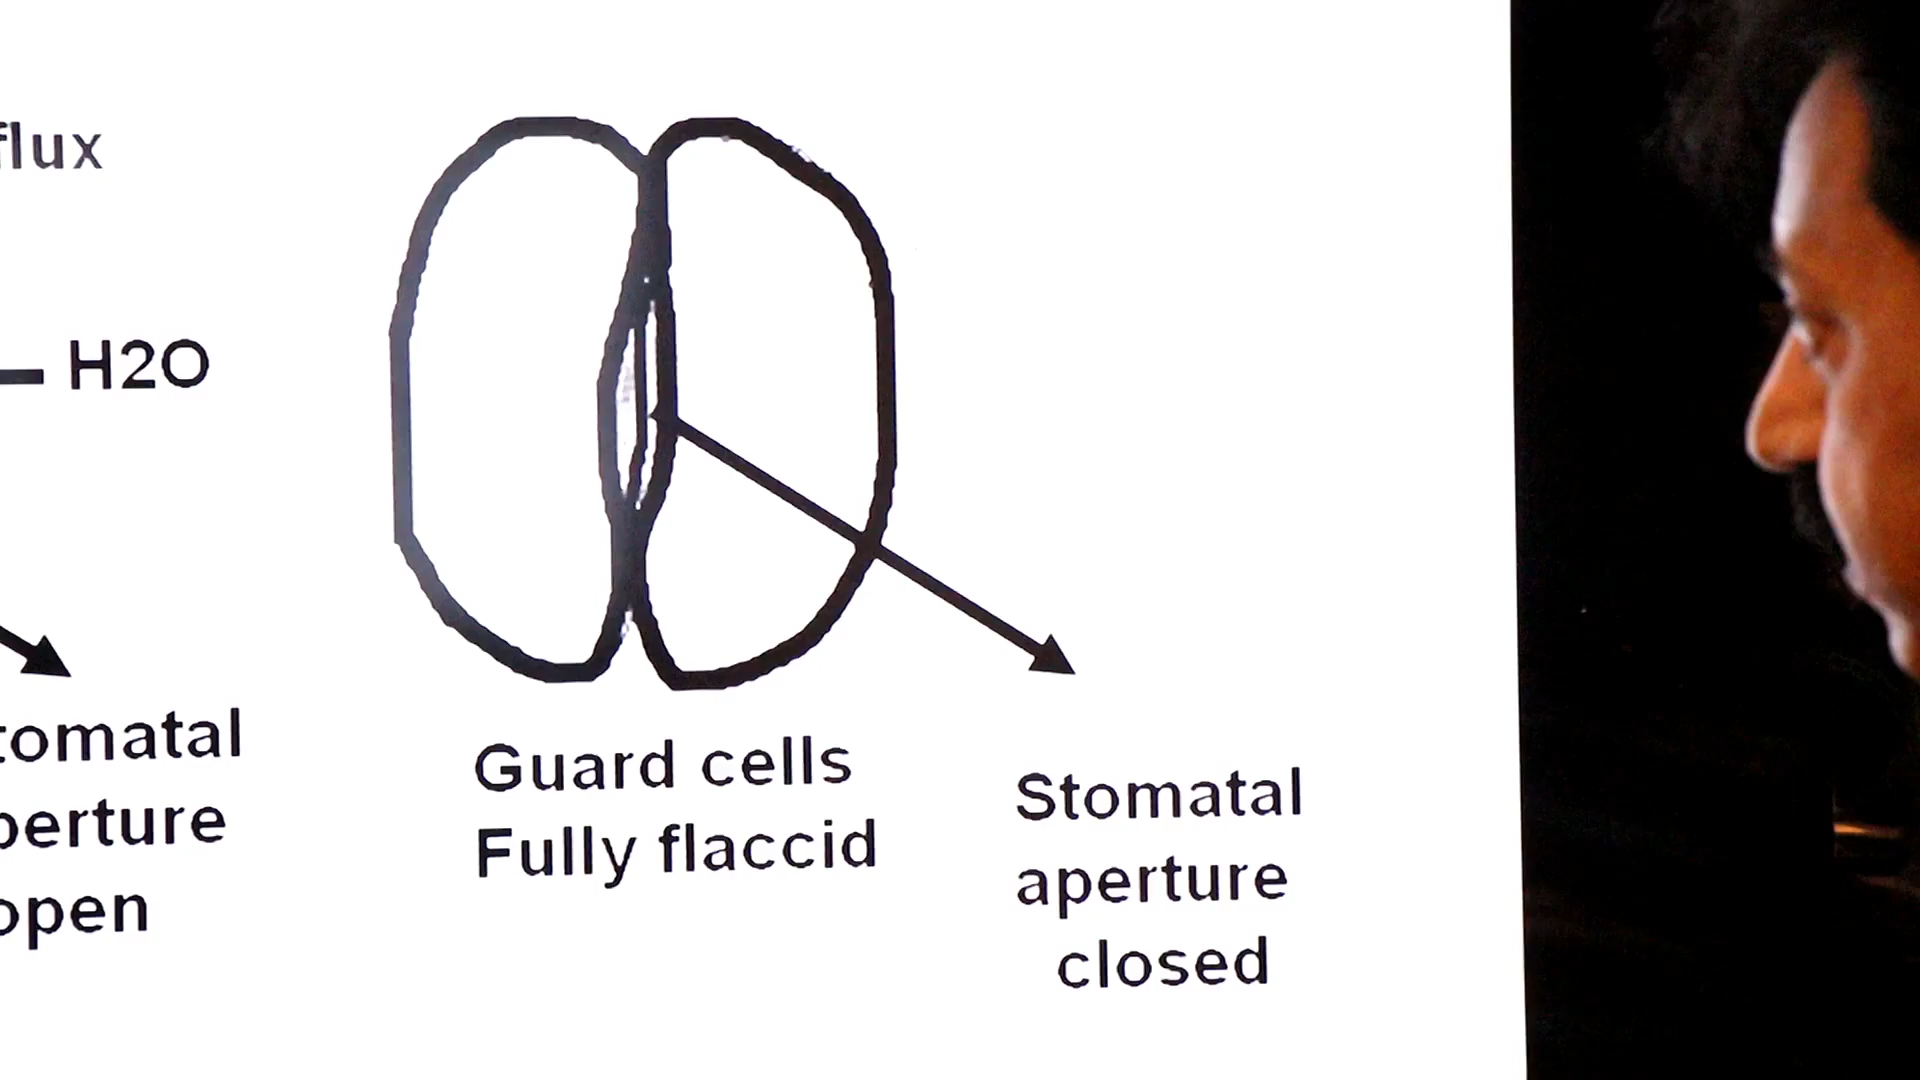 flux
H2O
tomatal
perture
open
Guard cells
Fully flaccid
Stomatal
aperture
closed